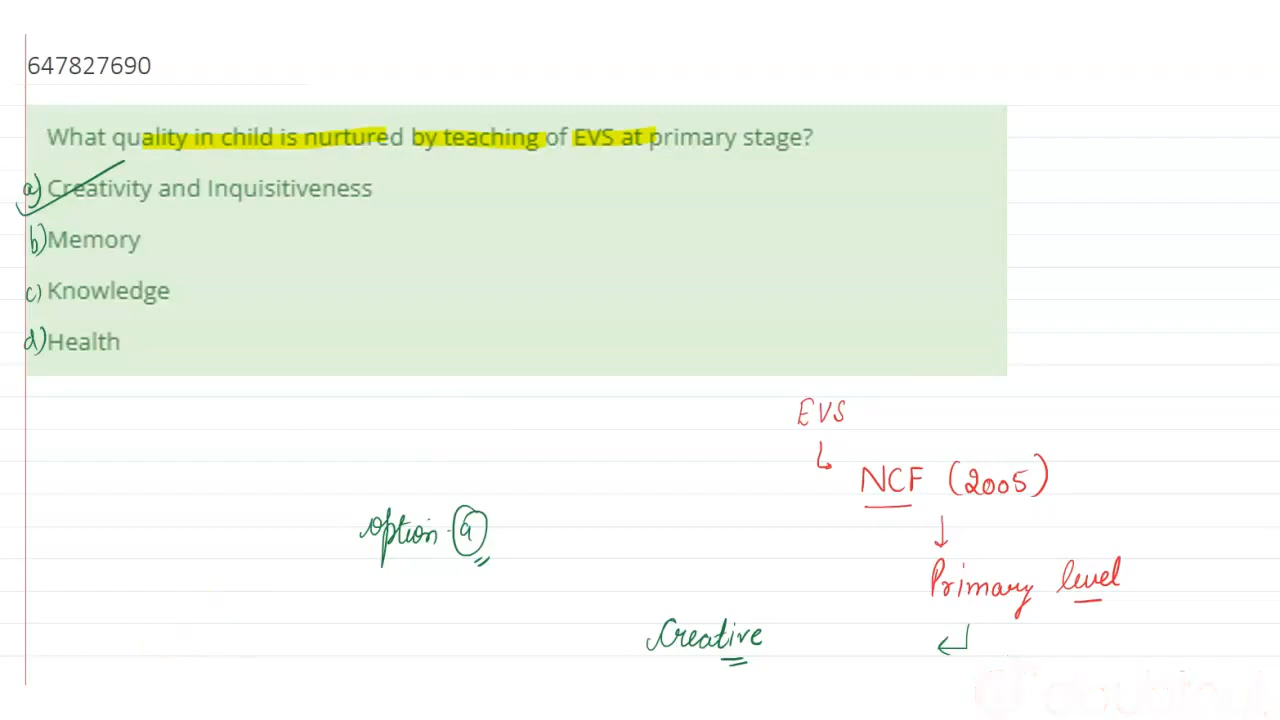 647827690
What quality in child is nurtured by teaching of EVS at primary stage?
a) Creativity and Inquisitiveness
b) Memory
c) Knowledge
d) Health
EVS
NCF (2005)
option a
Primary level
Creative
doubtnut